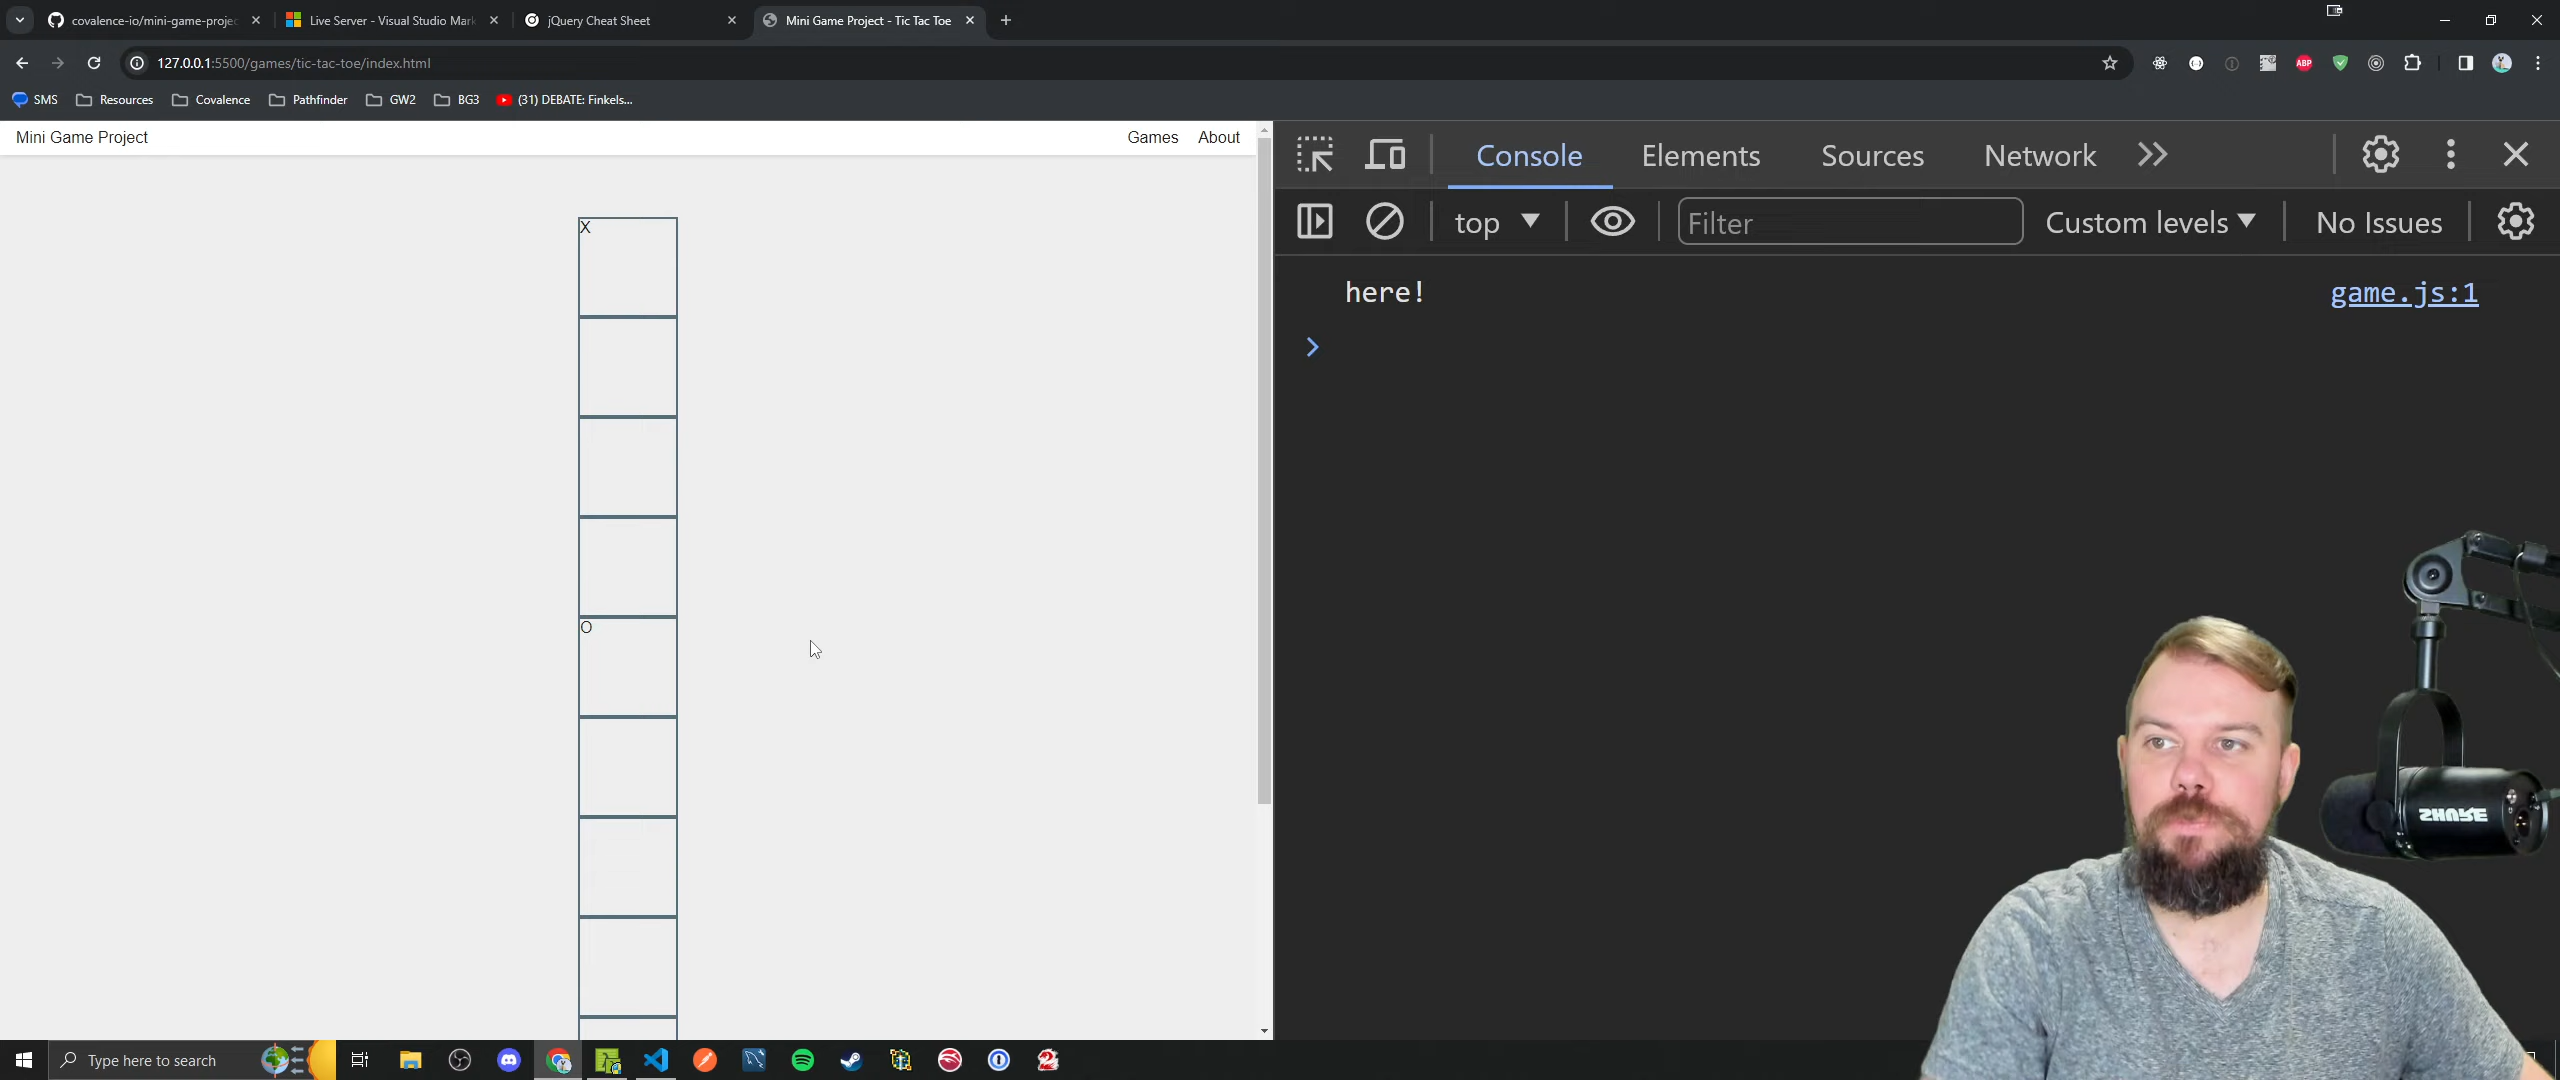 covalence-io/mini-game-projec
Live Server - Visual Studio Mark
jQuery Cheat Sheet
Mini Game Project - Tic Tac Toe
127.0.0.1:5500/games/tic-tac-toe/index.html
ABP
SMS
Resources
Covalence
Pathfinder
GW2
BG3
(31) DEBATE: Finkels...
Mini Game Project
Games
About
Console
Elements
Sources
Network
top
Filter
Custom levels
No Issues
here!
game.js:1
X
O
SHURE
Type here to search